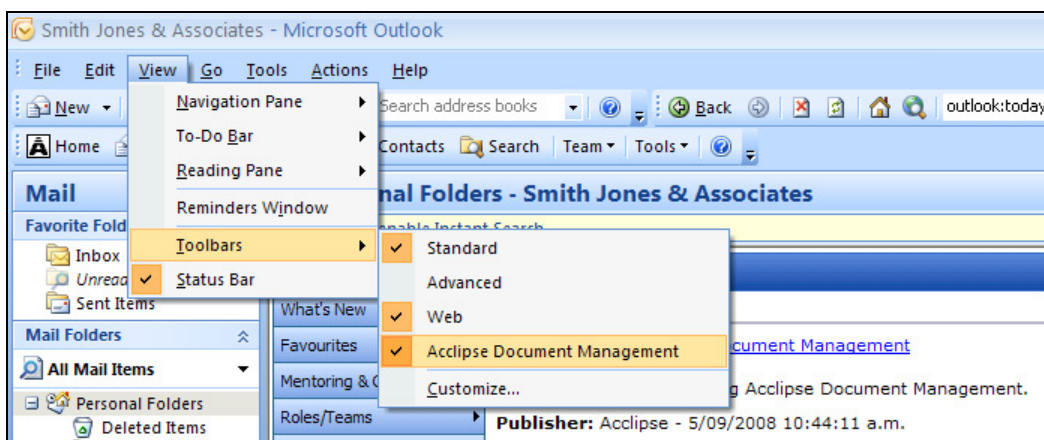 Smith Jones & Associates - Microsoft Outlook
File Edit View Go Tools Actions Help
New Search address books Back outlook:today
Home Contacts Search Team Tools
Mail
nal Folders - Smith Jones & Associates
Favorite Fold
Instant Search
Navigation Pane
To-Do Bar
Reading Pane
Reminders Window
Toolbars
Status Bar
Standard
Advanced
Web
Acclipse Document Management
Customize...
Inbox
Sent Items
Mail Folders
All Mail Items
Personal Folders
Deleted Items
What's New
Favourites
Mentoring &
Roles/Teams
cument Management
g Acclipse Document Management.
Publisher: Acclipse - 5/09/2008 10:44:11 a.m.